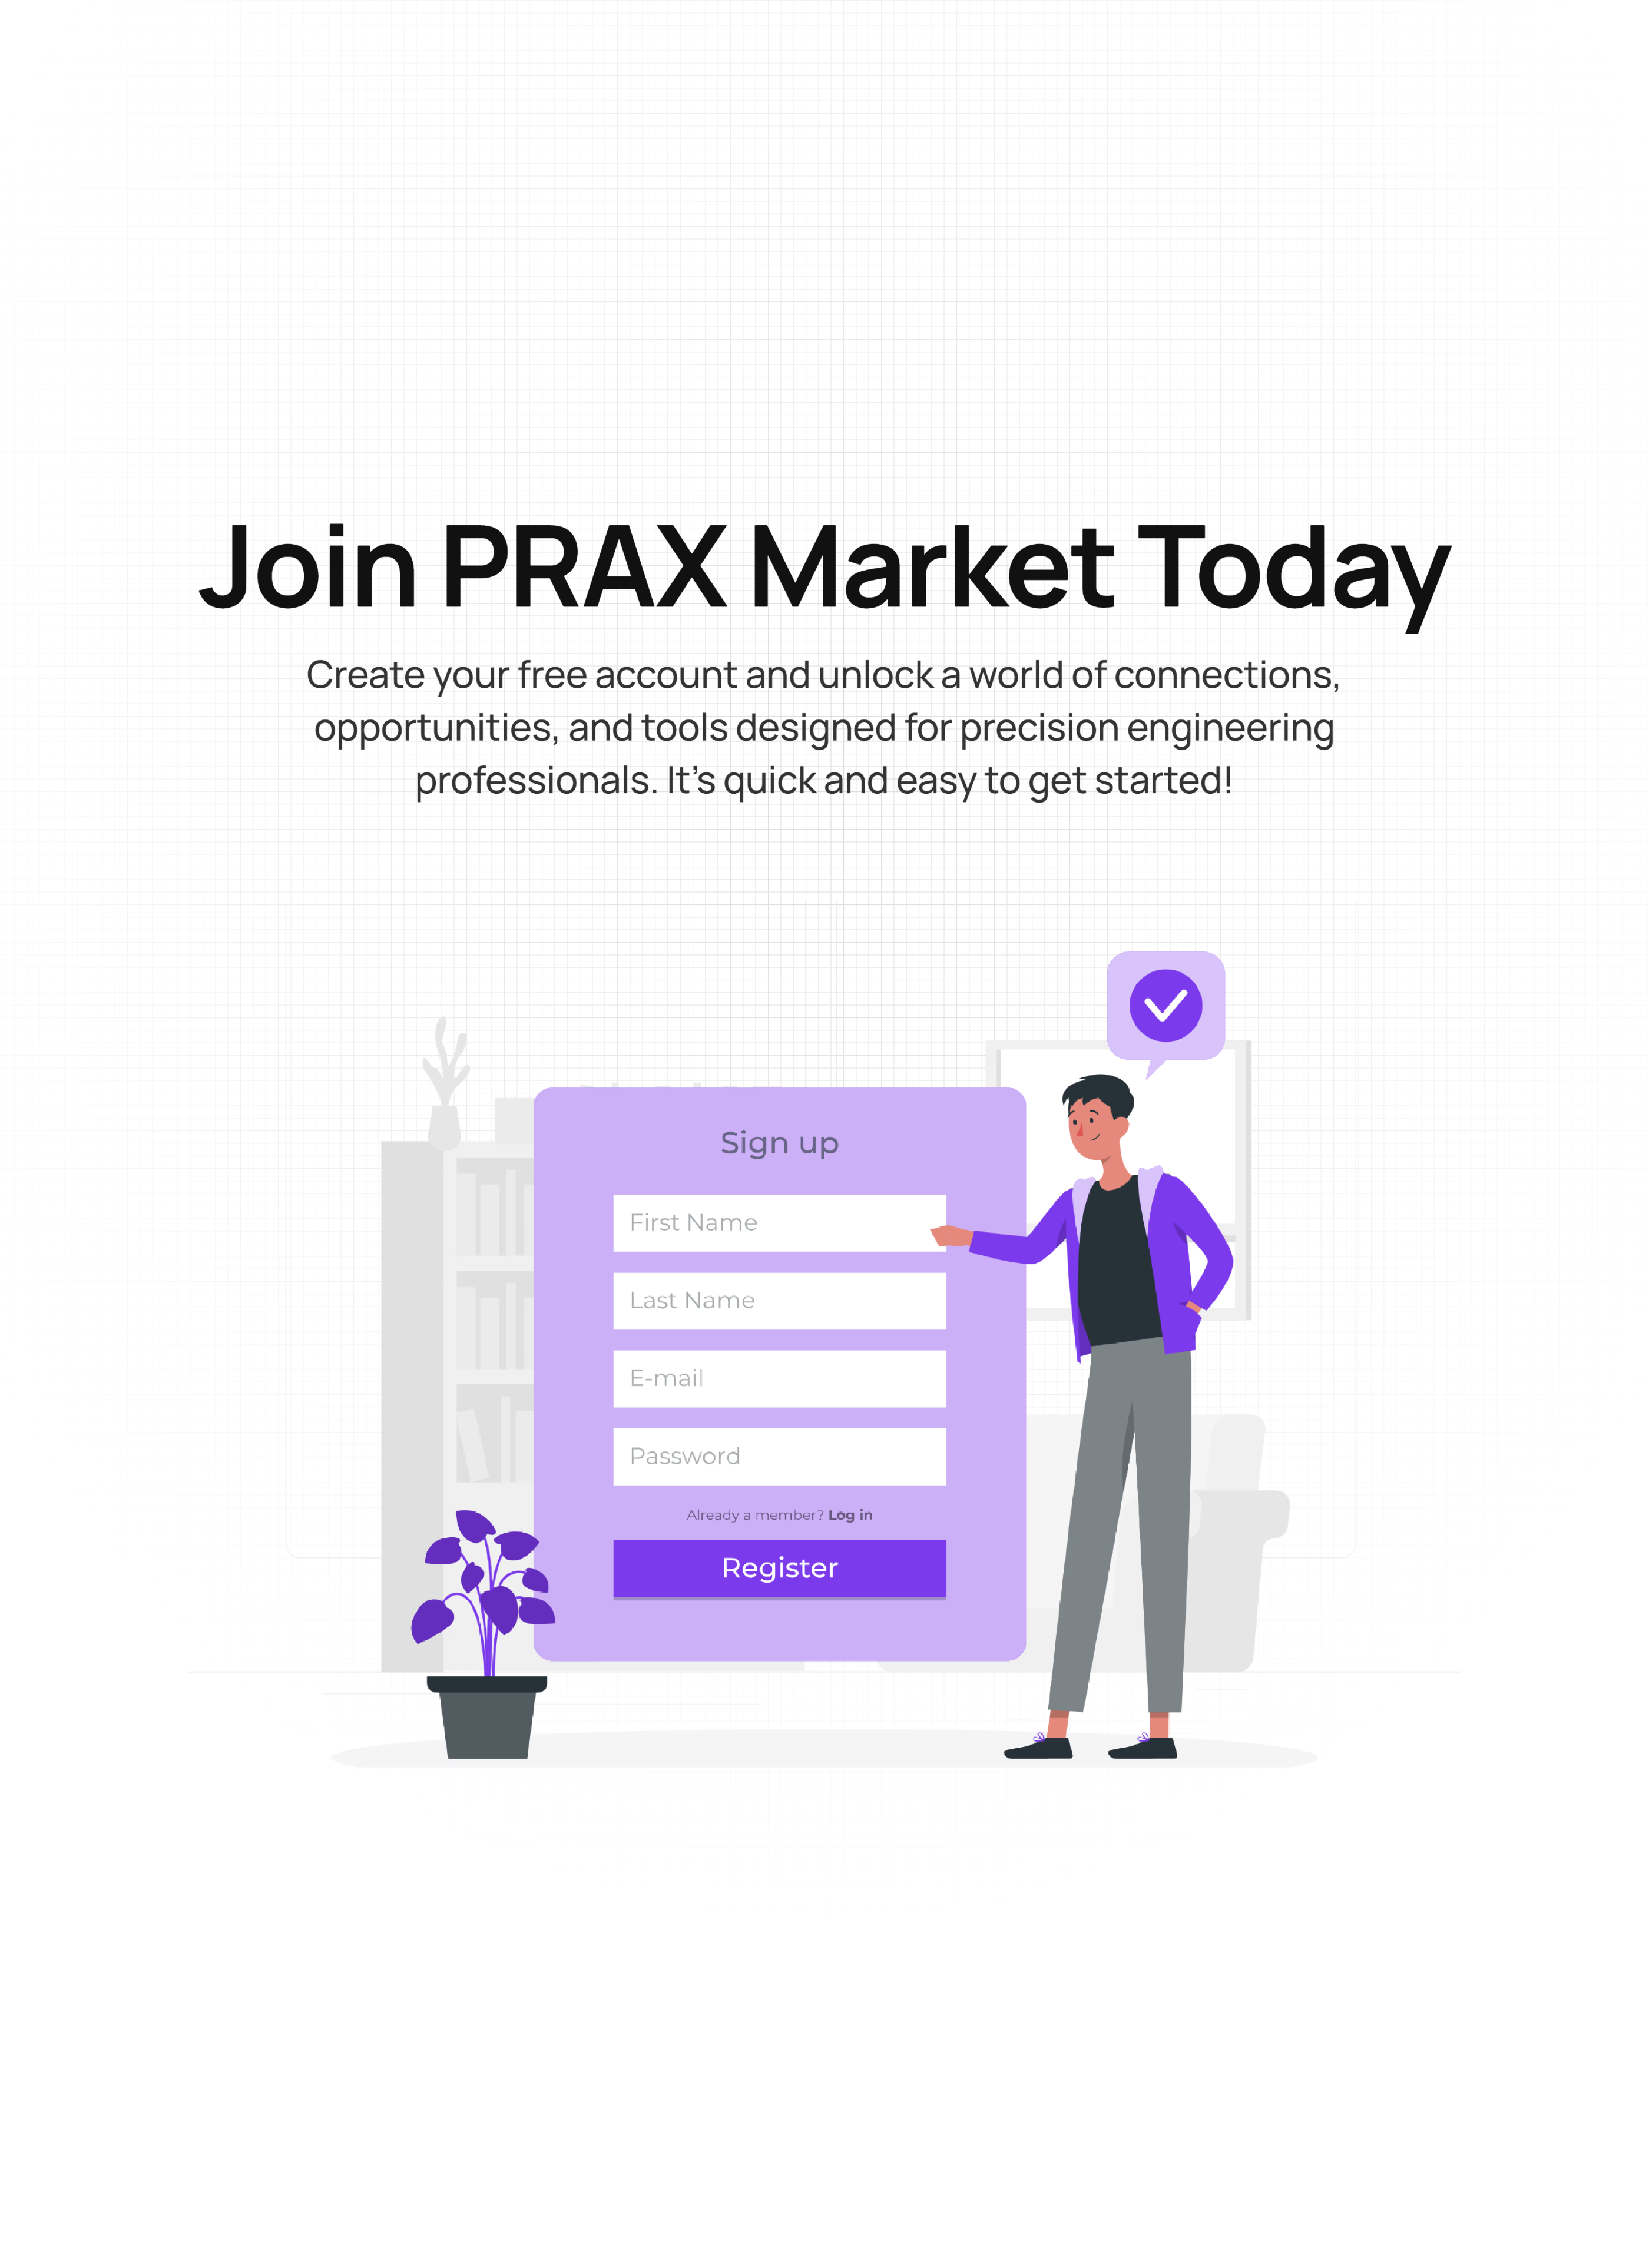 Join PRAX Market Today
Create your free account and unlock a world of connections,
opportunities, and tools designed for precision engineering
professionals. It’s quick and easy to get started!
Sign up
First Name
Last Name
E-mail
Password
Already a member? Log in
Register